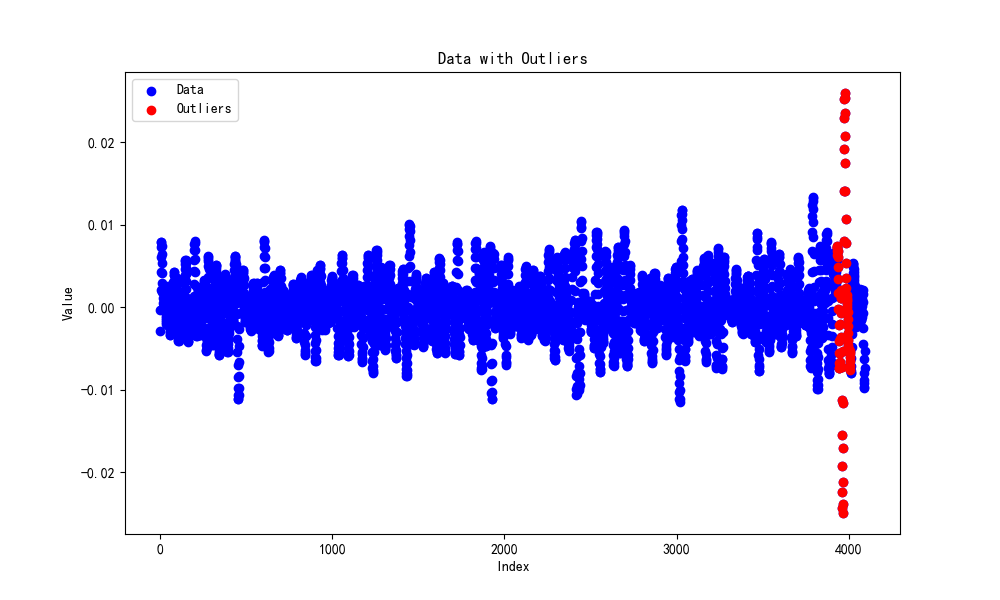 Data with Outliers
Data
Outliers
0.02
0.01
0.00
-0.01
-0.02
Value
0 1000 2000 3000 4000
Index